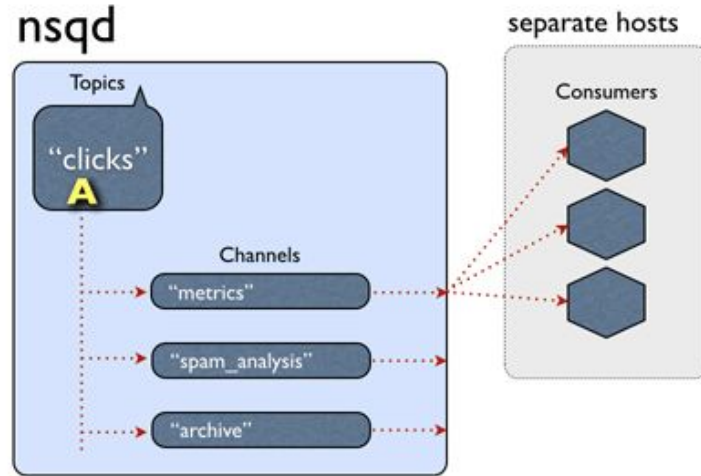 nsqd
separate hosts
Topics
Consumers
“clicks”
A
Channels
“metrics”
“spam_analysis”
“archive”